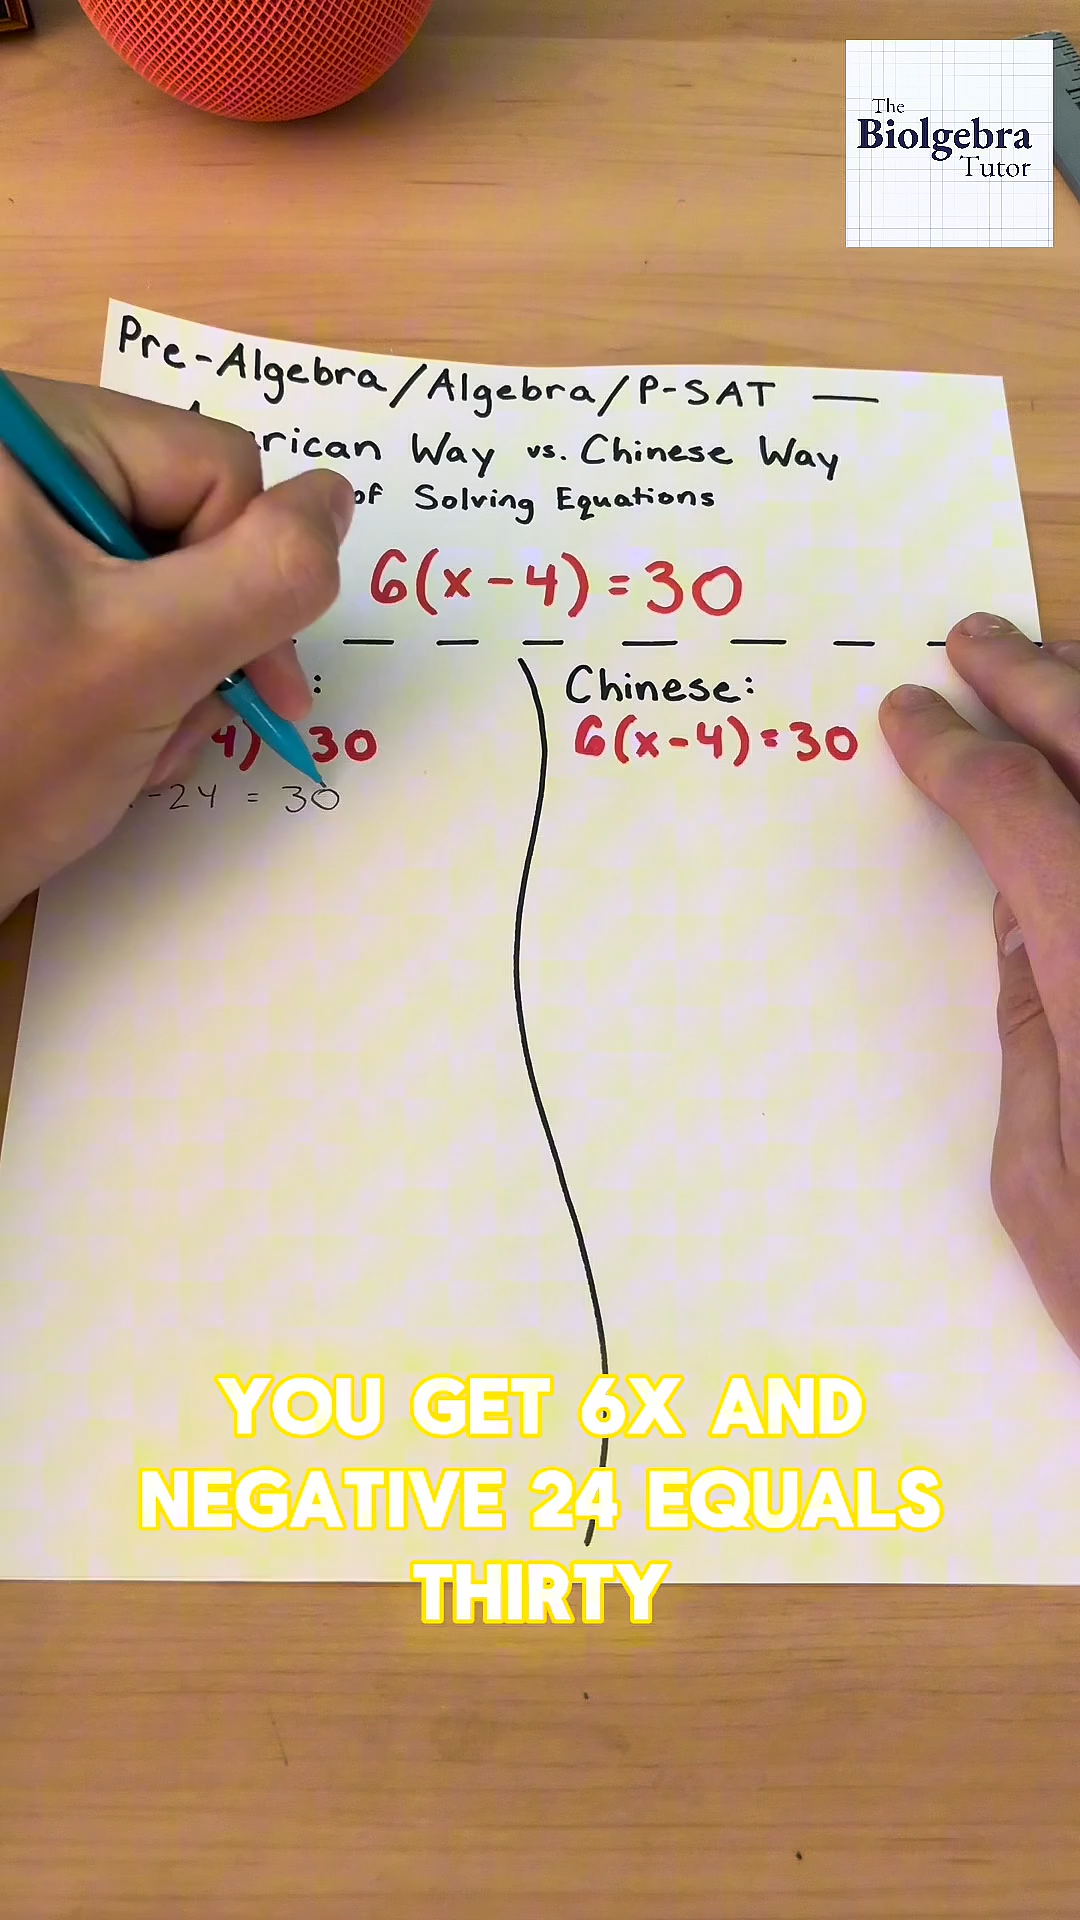 The
Biolgebra
Tutor
Pre-Algebra/Algebra/P-SAT —
rican Way vs. Chinese Way
of Solving Equations
6(x-4)=30
:
Chinese:
4) 30
6(x-4)=30
-24 = 30
YOU GET 6X AND
NEGATIVE 24 EQUALS
THIRTY